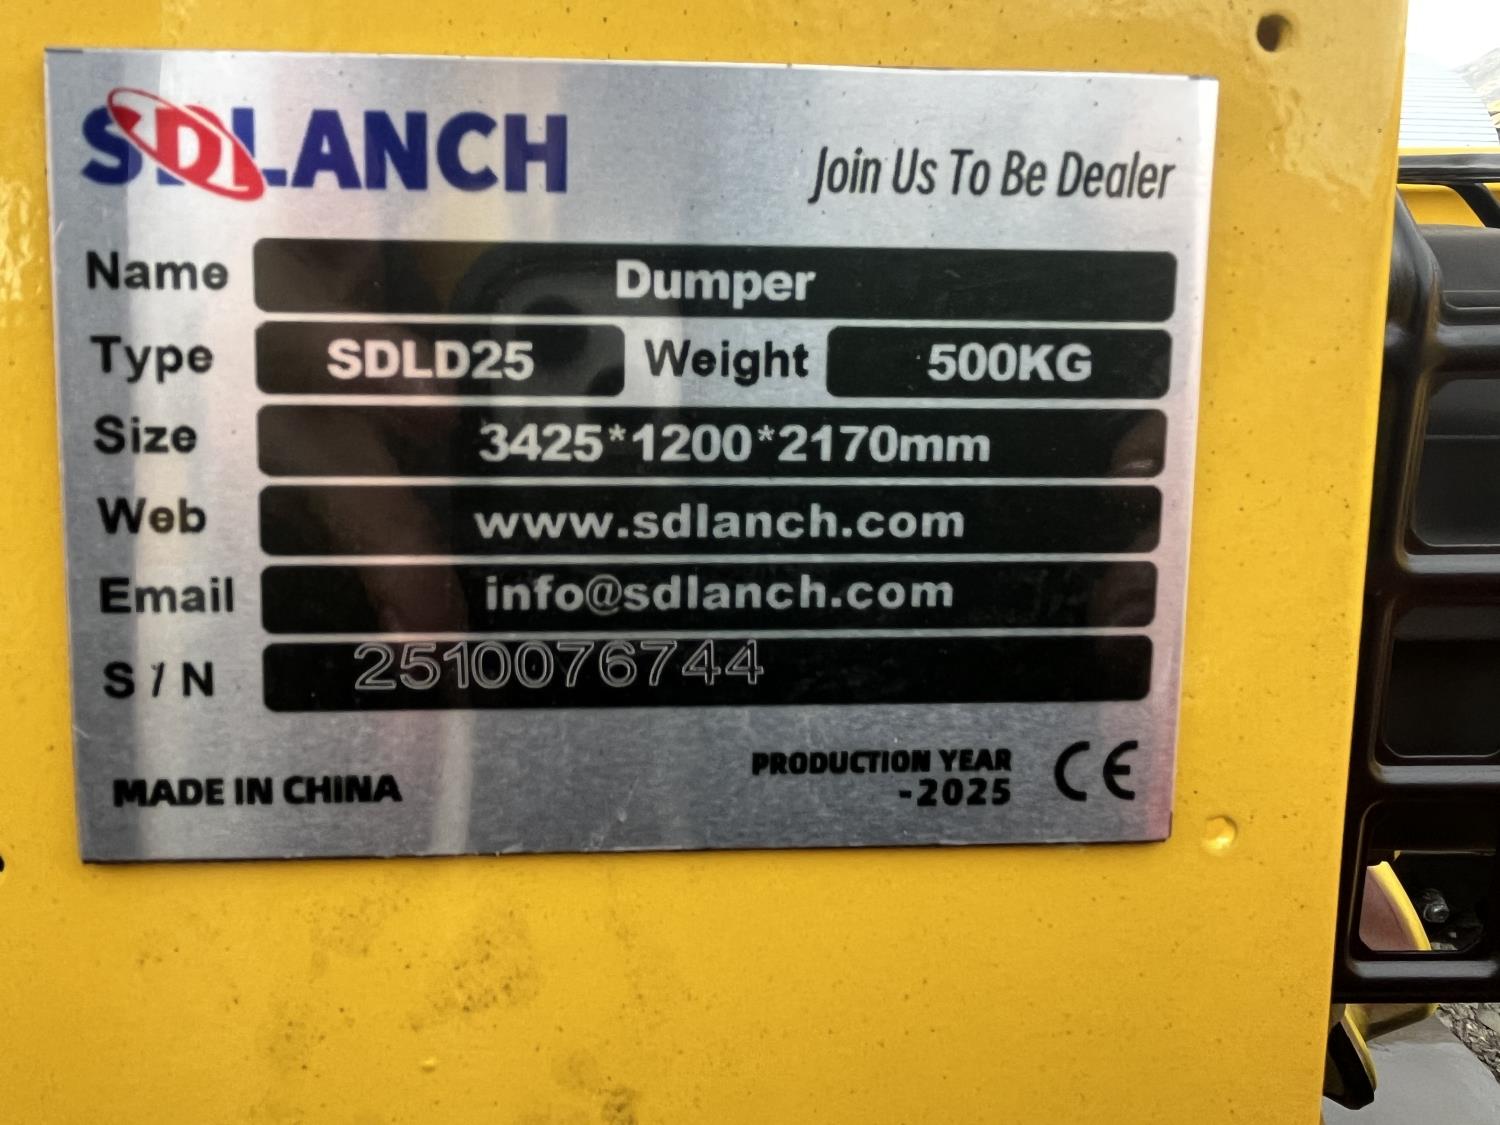 SDLANCH
Join Us To Be Dealer
Name Dumper
Type SDLD25 Weight 500KG
Size 3425*1200*2170mm
Web www.sdlanch.com
Email info@sdlanch.com
S / N 2510076744
MADE IN CHINA
PRODUCTION YEAR
-2025
CE